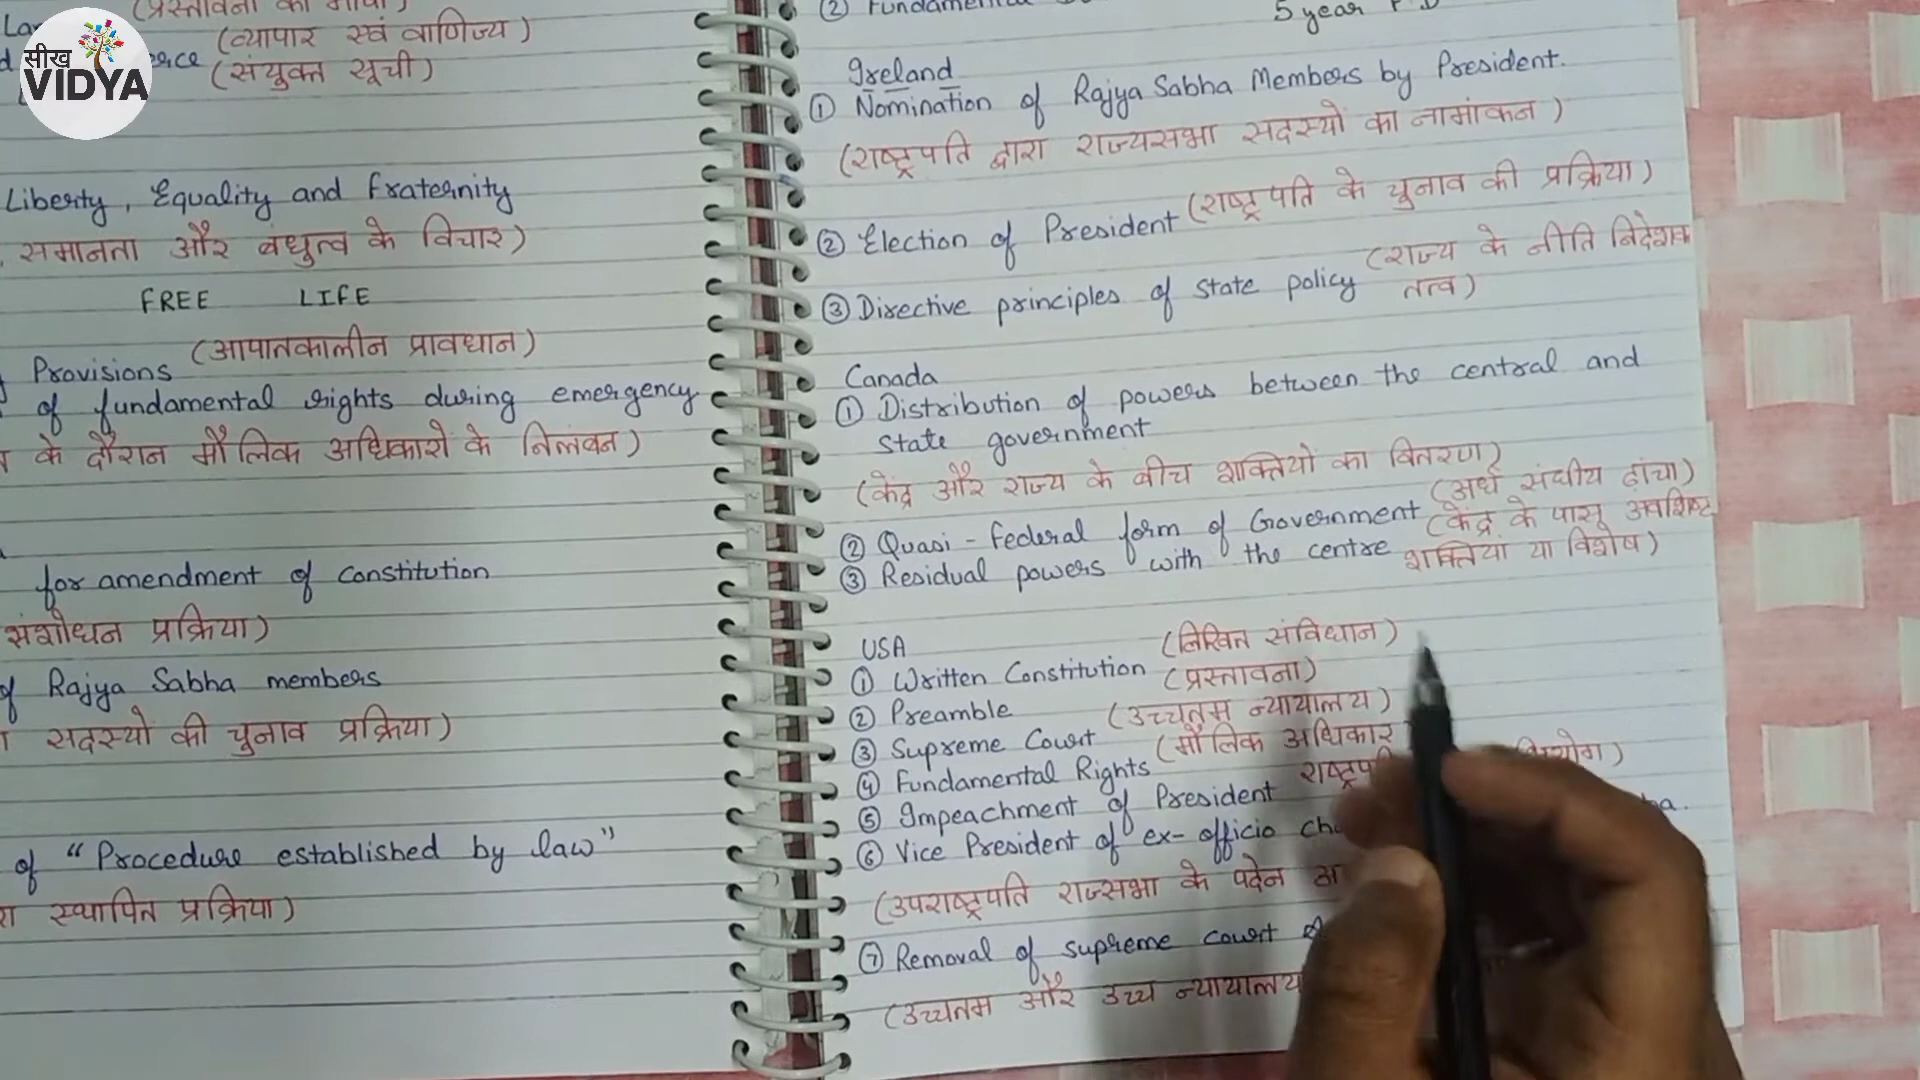 (प्रस्तावना की भाषा)
(व्यापार एवं वाणिज्य)
(संयुक्त सूची)
सीख
VIDYA
Liberty, Equality and Fraternity
समानता और बंधुत्व के विचार)
FREE LIFE
(आपातकालीन प्रावधान)
Provisions
of fundamental rights during emergency
के दौरान मौलिक अधिकारों के निलंबन)
for amendment of constitution
संशोधन प्रक्रिया)
of Rajya Sabha members
सदस्यों की चुनाव प्रक्रिया)
of "Procedure established by law"
स्थापित प्रक्रिया)
② Fundamental
5 year
Ireland
① Nomination of Rajya Sabha Members by President.
(राष्ट्रपति द्वारा राज्यसभा सदस्यों का नामांकन)
② Election of President (राष्ट्रपति के चुनाव की प्रक्रिया)
③ Directive principles of state policy (राज्य के नीति निदेशक
तत्व)
Canada
① Distribution of powers between the central and
state government
(केंद्र और राज्य के बीच शक्तियों का वितरण)
② Quasi - Federal form of Government (अर्ध संघीय ढ़ांचा)
③ Residual powers with the centre (केंद्र के पास अवशिष्ट
शक्तियां या विशेष)
USA
① Written Constitution (लिखित संविधान)
② Preamble (प्रस्तावना)
③ Supreme Court (उच्चतम न्यायालय)
④ Fundamental Rights (मौलिक अधिकार
⑤ Impeachment of President
⑥ Vice President of ex-officio
(उपराष्ट्रपति राज्सभा के पदेन
⑦ Removal of supreme court
(उच्चतम और उच्च न्यायालय